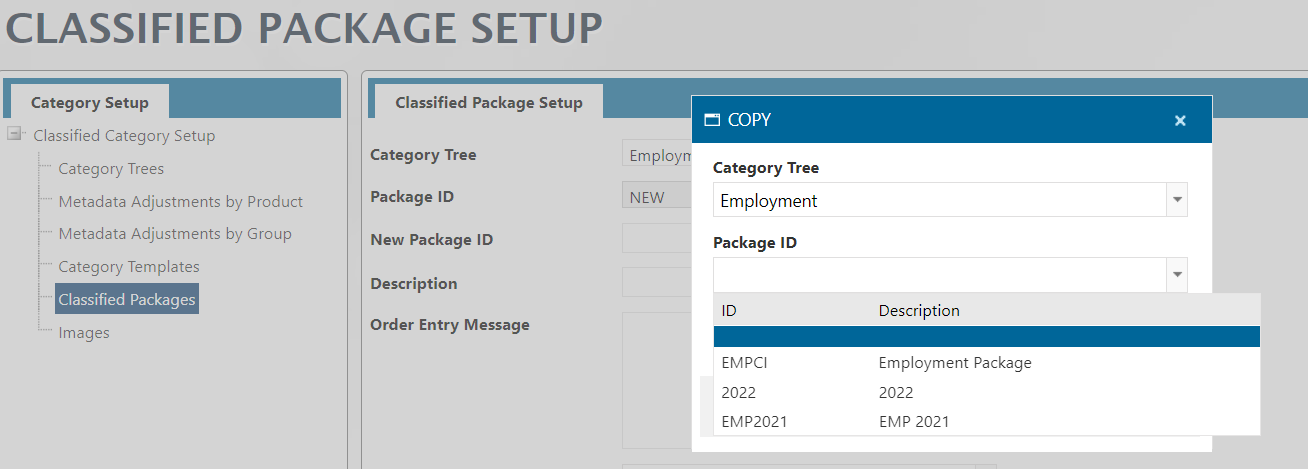 CLASSIFIED PACKAGE SETUP
Category Setup
Classified Category Setup
Category Trees
Metadata Adjustments by Product
Metadata Adjustments by Group
Category Templates
Classified Packages
Images
Classified Package Setup
Category Tree
Employm
Package ID
NEW
New Package ID
Description
Order Entry Message
COPY
Category Tree
Employment
Package ID
ID Description
EMPCI Employment Package
2022 2022
EMP2021 EMP 2021